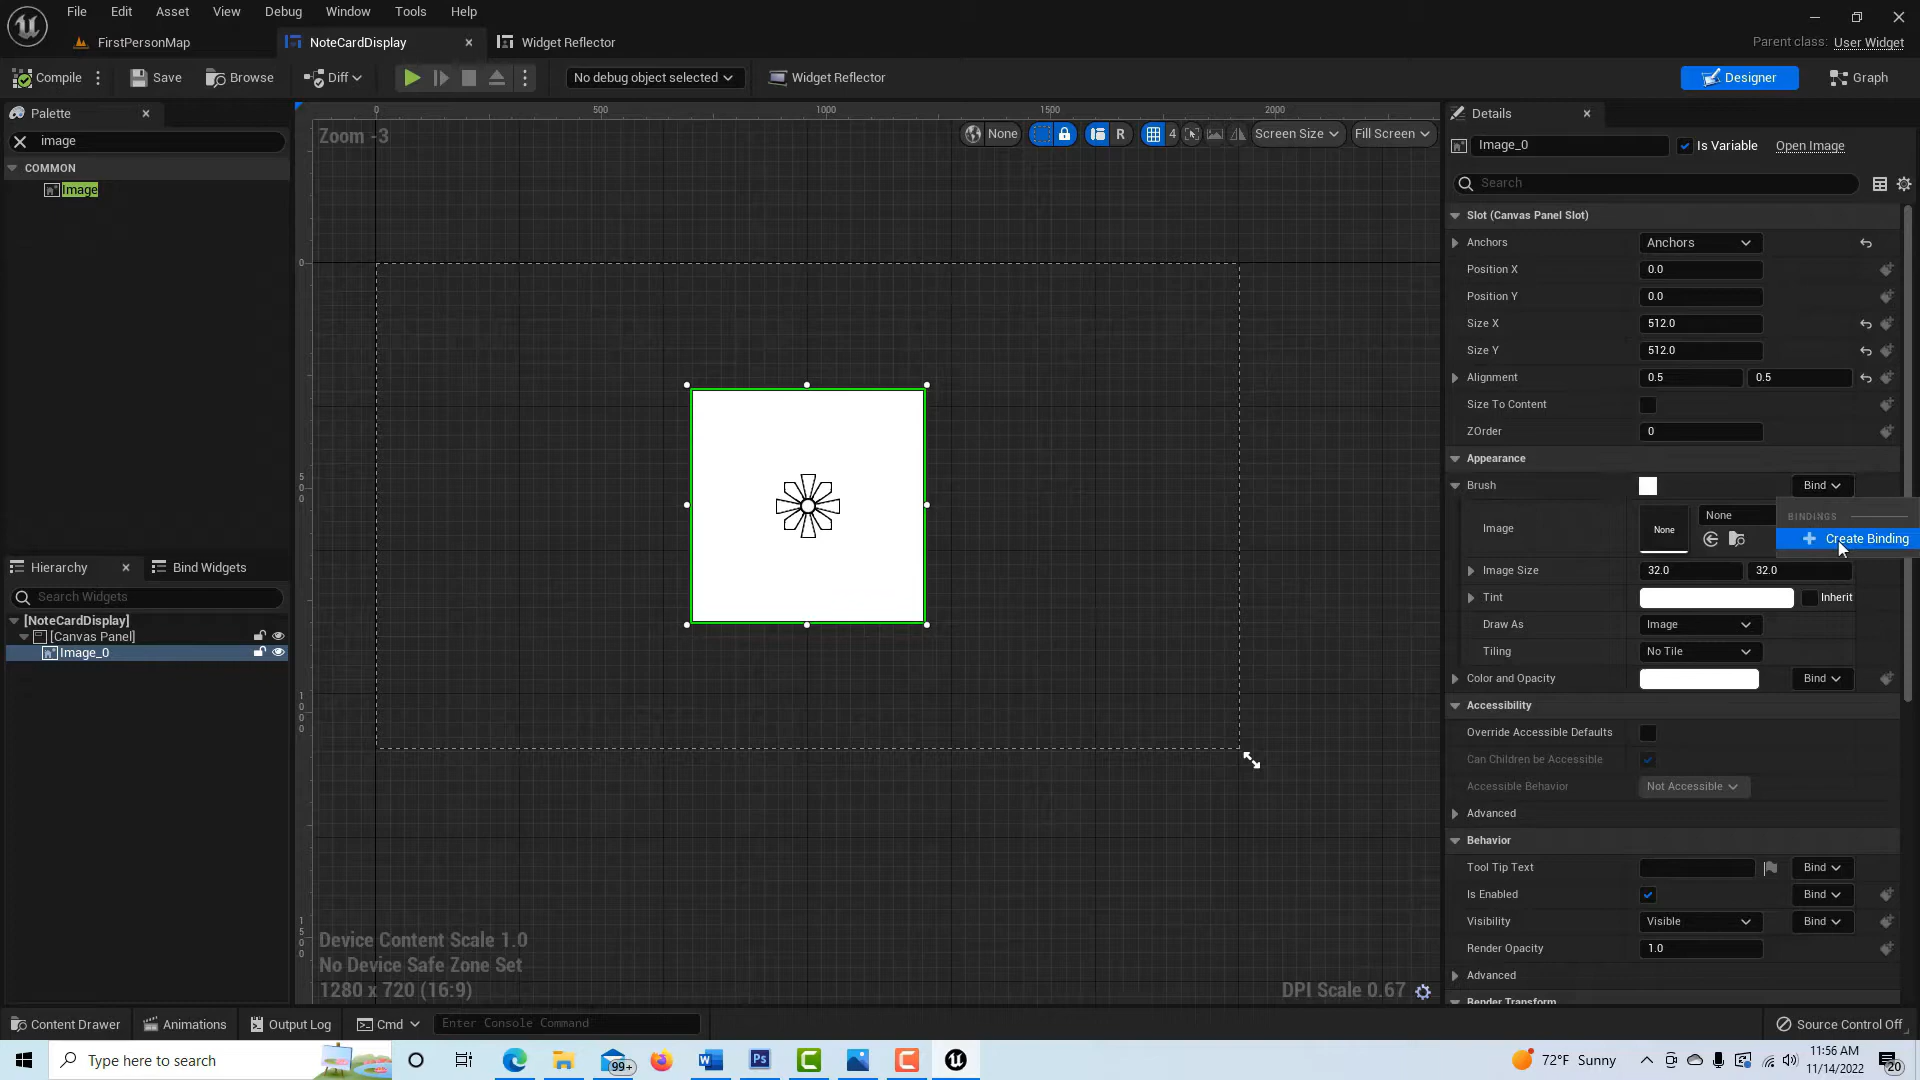 File Edit Asset View Debug Window Tools Help
FirstPersonMap
NoteCardDisplay
Widget Reflector
Parent class: User Widget
Compile
Save
Browse
Diff
No debug object selected
Widget Reflector
Designer
Graph
Palette
image
COMMON
Image
0
500
1000
1500
2000
Zoom -3
None
R
4
Screen Size
Fill Screen
0
500
1000
1500
Device Content Scale 1.0
No Device Safe Zone Set
1280 x 720 (16:9)
DPI Scale 0.67
Hierarchy
Bind Widgets
Search Widgets
[NoteCardDisplay]
[Canvas Panel]
Image_0
Details
Image_0
Is Variable
Open Image
Search
Slot (Canvas Panel Slot)
Anchors Anchors
Position X 0.0
Position Y 0.0
Size X 512.0
Size Y 512.0
Alignment 0.5 0.5
Size To Content
ZOrder 0
Appearance
Brush Bind
Image None None
BINDINGS
Create Binding
Image Size 32.0 32.0
Tint Inherit
Draw As Image
Tiling No Tile
Color and Opacity Bind
Accessibility
Override Accessible Defaults
Can Children be Accessible
Accessible Behavior Not Accessible
Advanced
Behavior
Tool Tip Text Bind
Is Enabled Bind
Visibility Visible Bind
Render Opacity 1.0
Advanced
Render Transform
Content Drawer
Animations
Output Log
Cmd
Enter Console Command
Source Control Off
Type here to search
99+
W
Ps
C
C
72°F Sunny
11:56 AM
11/14/2022
20